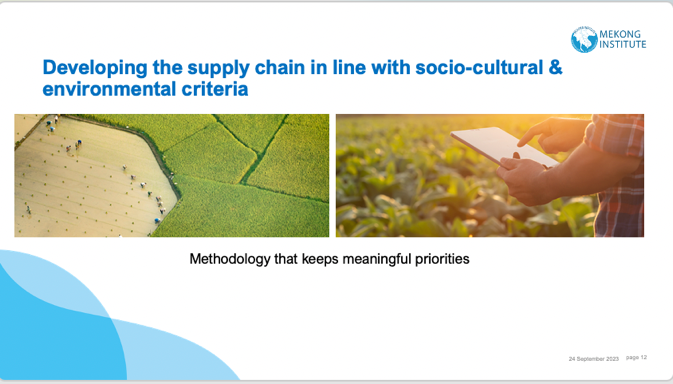 MEKONG
INSTITUTE
Developing the supply chain in line with socio-cultural &
environmental criteria
Methodology that keeps meaningful priorities
24 September 2023 page 12